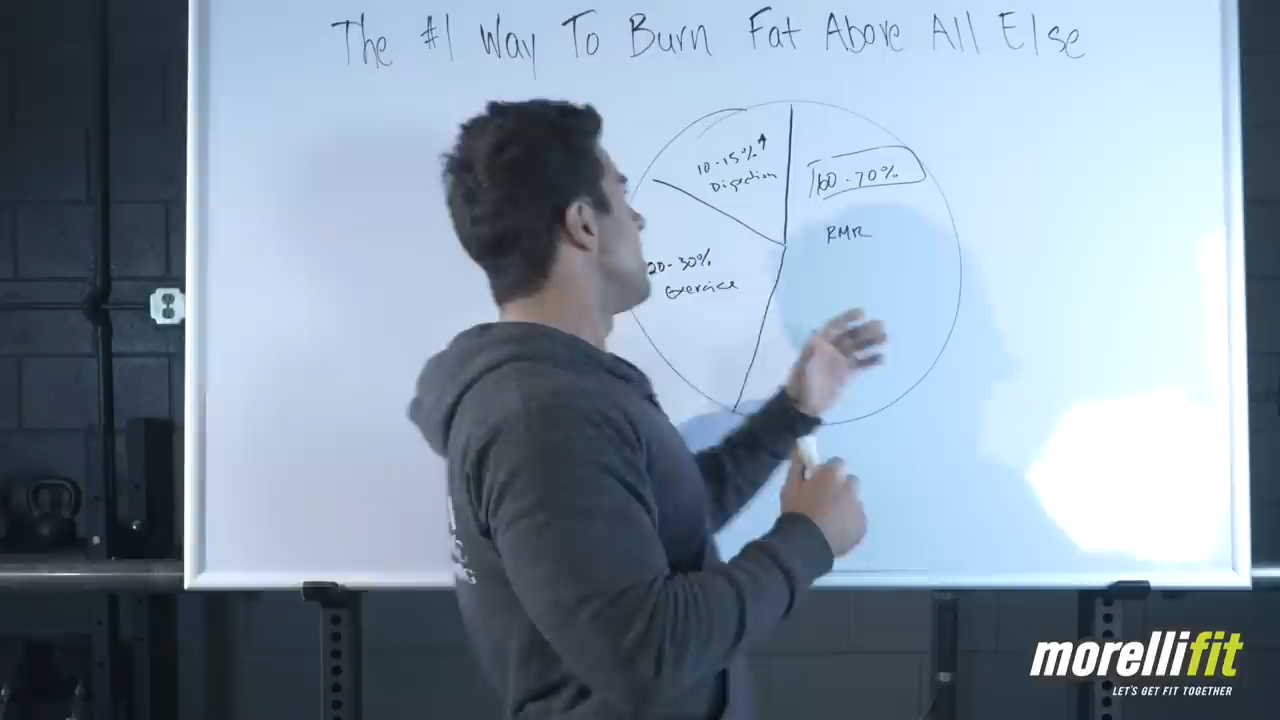 The #1 Way To Burn Fat Above All Else
10-15%
Digestion
60-70%
RMR
20-30%
Exercise
morellifit
LET'S GET FIT TOGETHER